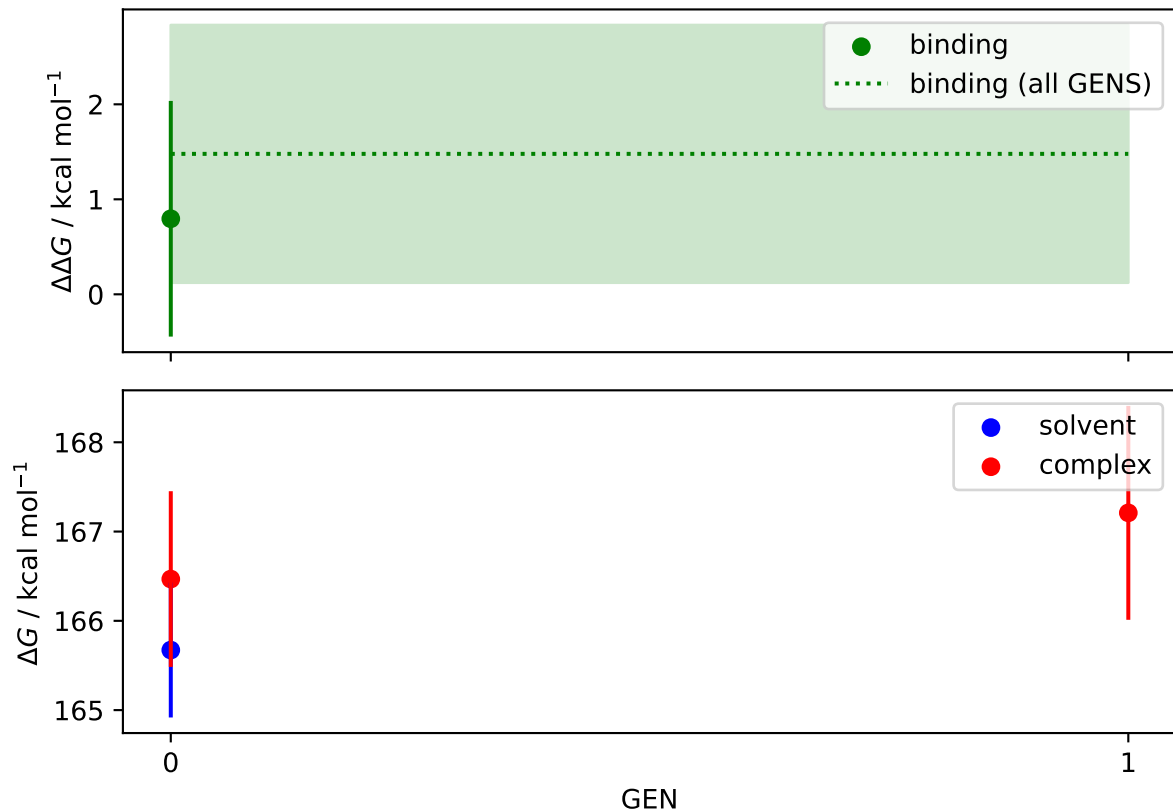 binding
binding (all GENS)
2
1
0
ΔΔG / kcal mol⁻¹
solvent
complex
168
167
166
165
ΔG / kcal mol⁻¹
0 1
GEN